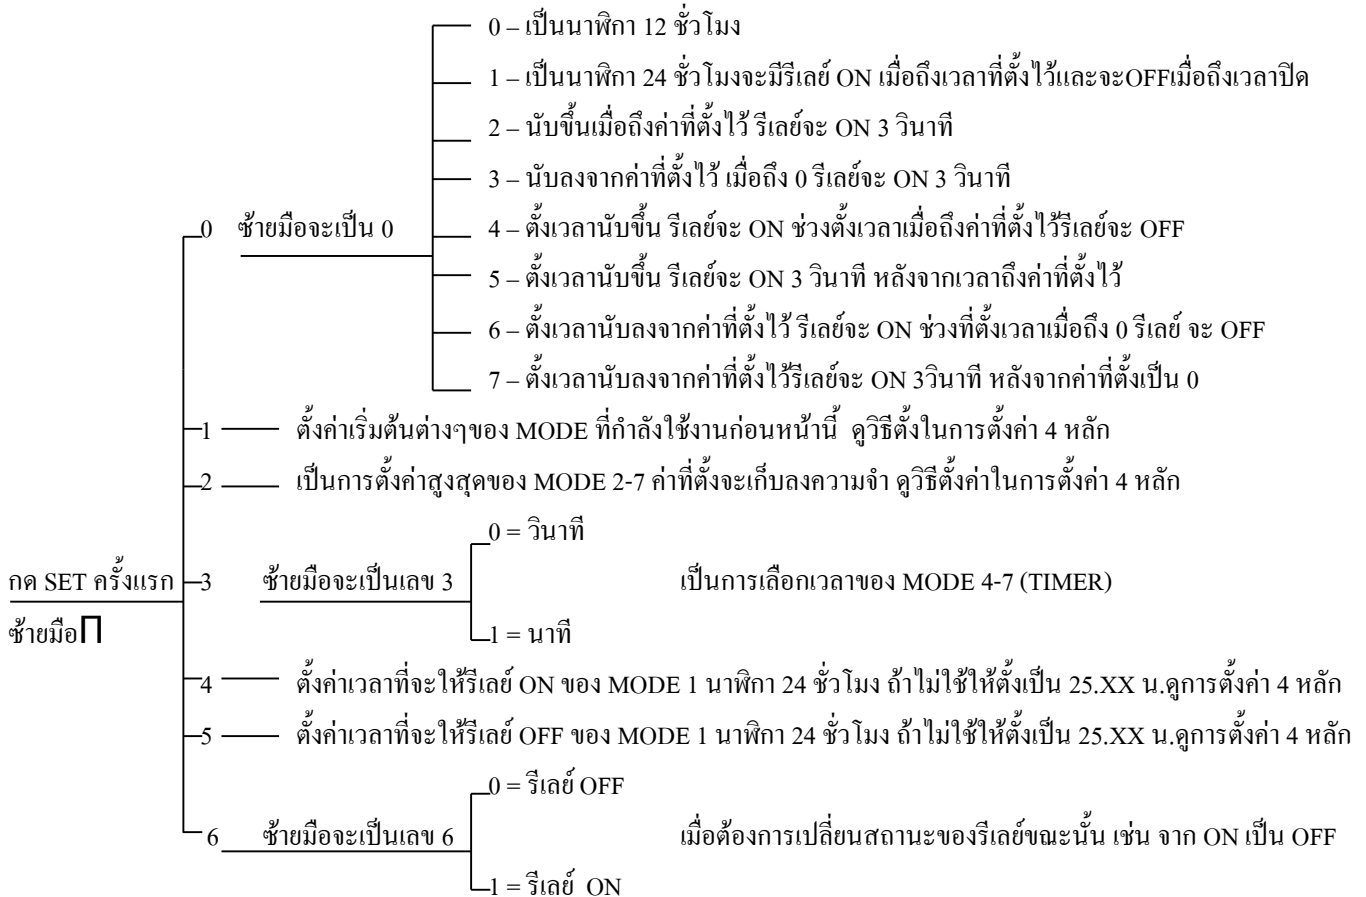 0 – เป็นนาฬิกา 12 ชั่วโมง
1 – เป็นนาฬิกา 24 ชั่วโมงจะมีรีเลย์ ON เมื่อถึงเวลาที่ตั้งไว้และจะOFFเมื่อถึงเวลาปิด
2 – นับขึ้นเมื่อถึงค่าที่ตั้งไว้ รีเลย์จะ ON 3 วินาที
3 – นับลงจากค่าที่ตั้งไว้ เมื่อถึง 0 รีเลย์จะ ON 3 วินาที
0 ซ้ายมือจะเป็น 0
4 – ตั้งเวลานับขึ้น รีเลย์จะ ON ช่วงตั้งเวลาเมื่อถึงค่าที่ตั้งไว้รีเลย์จะ OFF
5 – ตั้งเวลานับขึ้น รีเลย์จะ ON 3 วินาที หลังจากเวลาถึงค่าที่ตั้งไว้
6 – ตั้งเวลานับลงจากค่าที่ตั้งไว้ รีเลย์จะ ON ช่วงที่ตั้งเวลาเมื่อถึง 0 รีเลย์ จะ OFF
7 – ตั้งเวลานับลงจากค่าที่ตั้งไว้รีเลย์จะ ON 3วินาที หลังจากค่าที่ตั้งเป็น 0
1 ตั้งค่าเริ่มต้นต่างๆของ MODE ที่กำลังใช้งานก่อนหน้านี้ ดูวิธีตั้งในการตั้งค่า 4 หลัก
2 เป็นการตั้งค่าสูงสุดของ MODE 2-7 ค่าที่ตั้งจะเก็บลงความจำ ดูวิธีตั้งค่าในการตั้งค่า 4 หลัก
0 = วินาที
กด SET ครั้งแรก 3 ซ้ายมือจะเป็นเลข 3 เป็นการเลือกเวลาของ MODE 4-7 (TIMER)
ซ้ายมือ Π
1 = นาที
4 ตั้งค่าเวลาที่จะให้รีเลย์ ON ของ MODE 1 นาฬิกา 24 ชั่วโมง ถ้าไม่ใช้ให้ตั้งเป็น 25.XX น.ดูการตั้งค่า 4 หลัก
5 ตั้งค่าเวลาที่จะให้รีเลย์ OFF ของ MODE 1 นาฬิกา 24 ชั่วโมง ถ้าไม่ใช้ให้ตั้งเป็น 25.XX น.ดูการตั้งค่า 4 หลัก
0 = รีเลย์ OFF
6 ซ้ายมือจะเป็นเลข 6 เมื่อต้องการเปลี่ยนสถานะของรีเลย์ขณะนั้น เช่น จาก ON เป็น OFF
1 = รีเลย์ ON